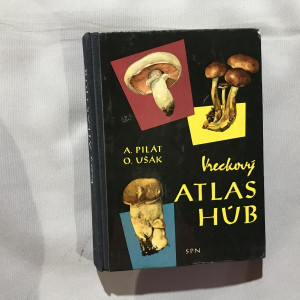 A. PILÁT
O. UŠÁK
Vreckový
ATLAS
HÚB
SPN